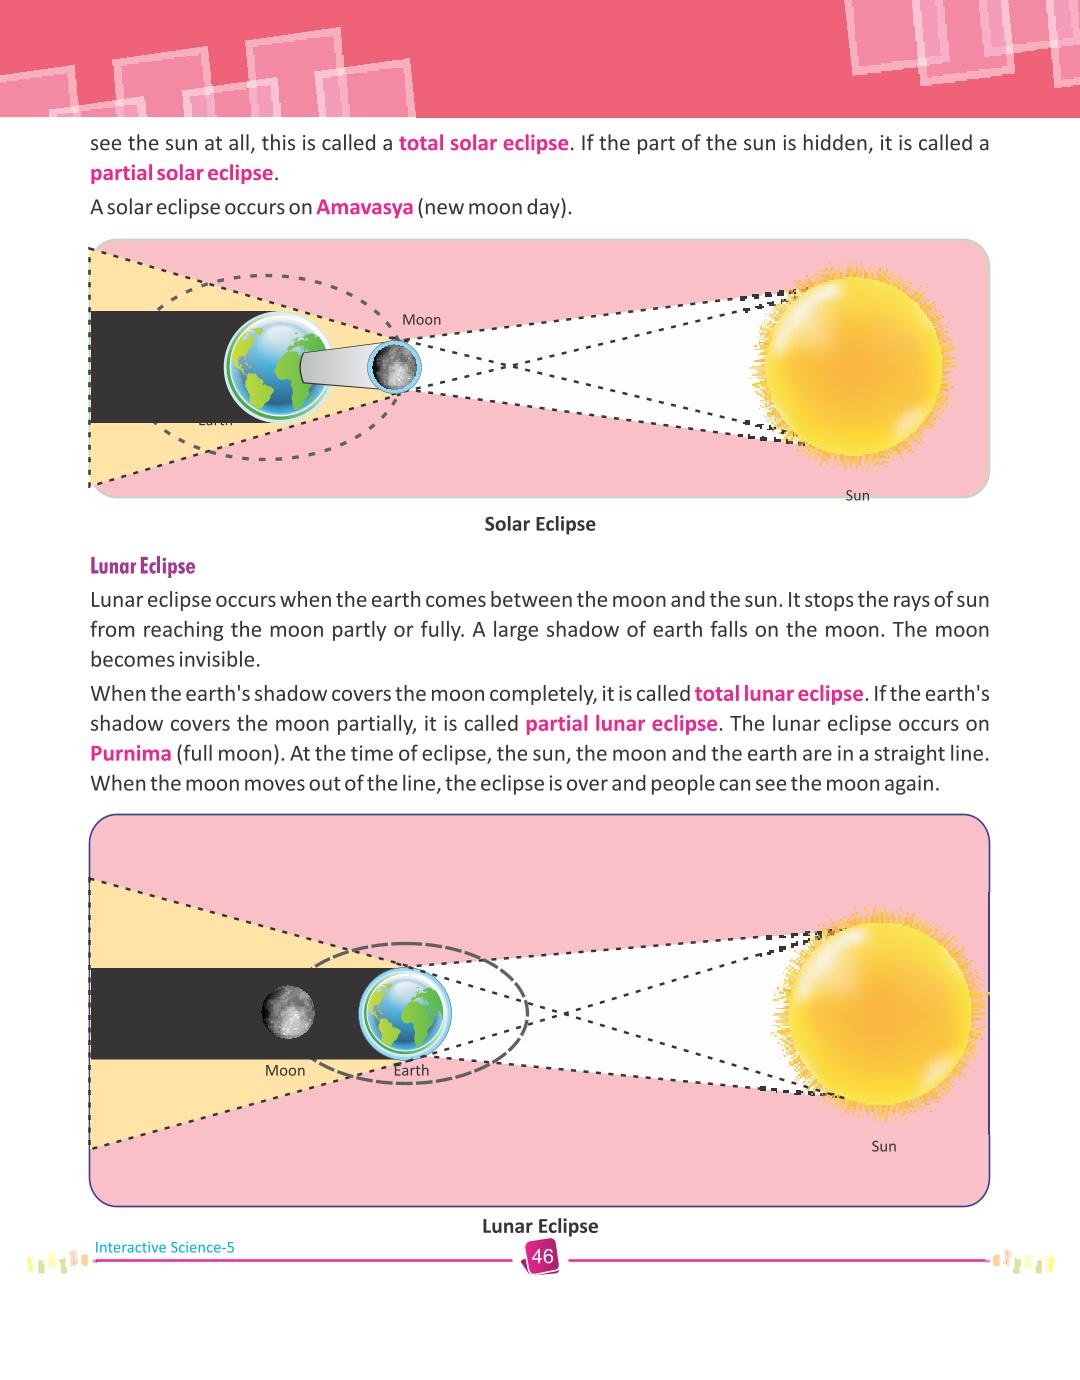 see the sun at all, this is called a total solar eclipse. If the part of the sun is hidden, it is called a
partial solar eclipse.
A solar eclipse occurs on Amavasya (new moon day).
Moon
Earth
Sun
Solar Eclipse
Lunar Eclipse
Lunar eclipse occurs when the earth comes between the moon and the sun. It stops the rays of sun
from reaching the moon partly or fully. A large shadow of earth falls on the moon. The moon
becomes invisible.
When the earth's shadow covers the moon completely, it is called total lunar eclipse. If the earth's
shadow covers the moon partially, it is called partial lunar eclipse. The lunar eclipse occurs on
Purnima (full moon). At the time of eclipse, the sun, the moon and the earth are in a straight line.
When the moon moves out of the line, the eclipse is over and people can see the moon again.
Moon
Earth
Sun
Lunar Eclipse
Interactive Science-5
46